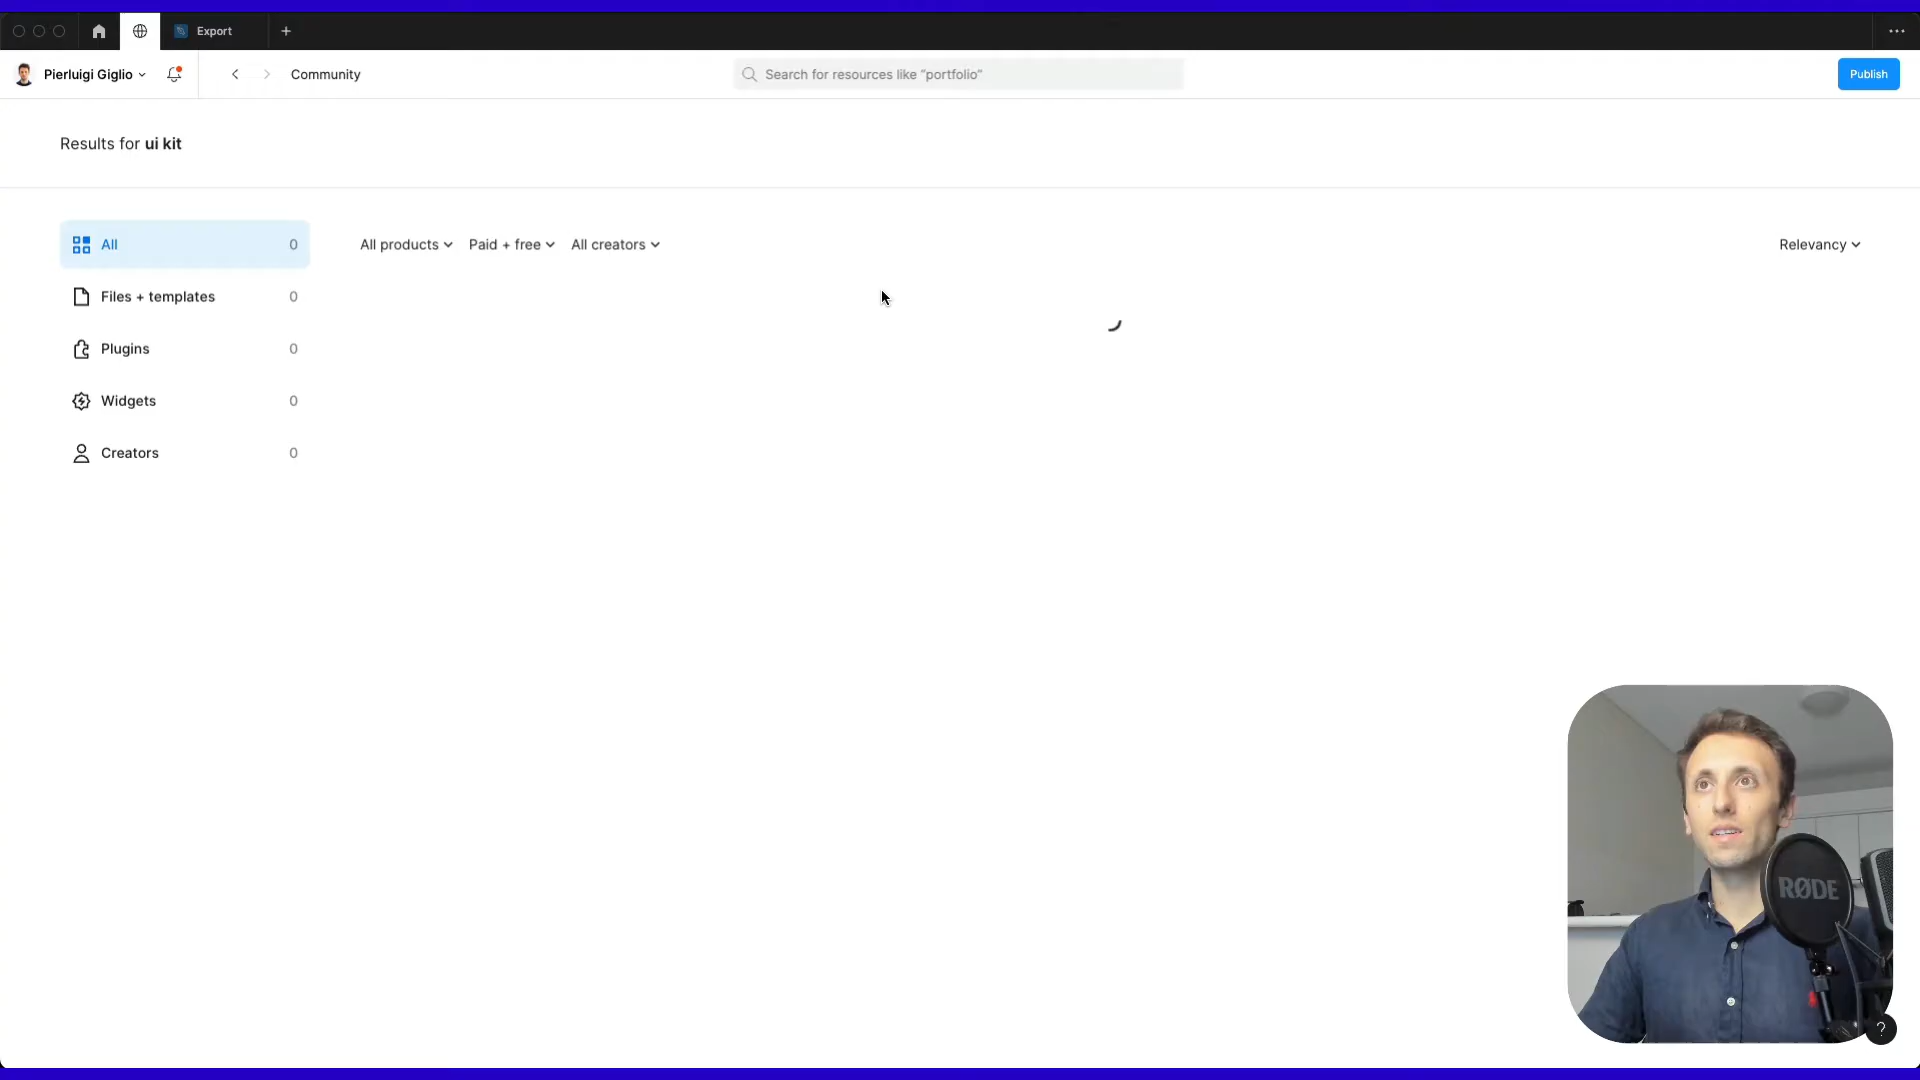 Export
Pierluigi Giglio
Community
Search for resources like "portfolio"
Publish
Results for ui kit
All 0
All products Paid + free All creators
Relevancy
Files + templates 0
Plugins 0
Widgets 0
Creators 0
RØDE
?